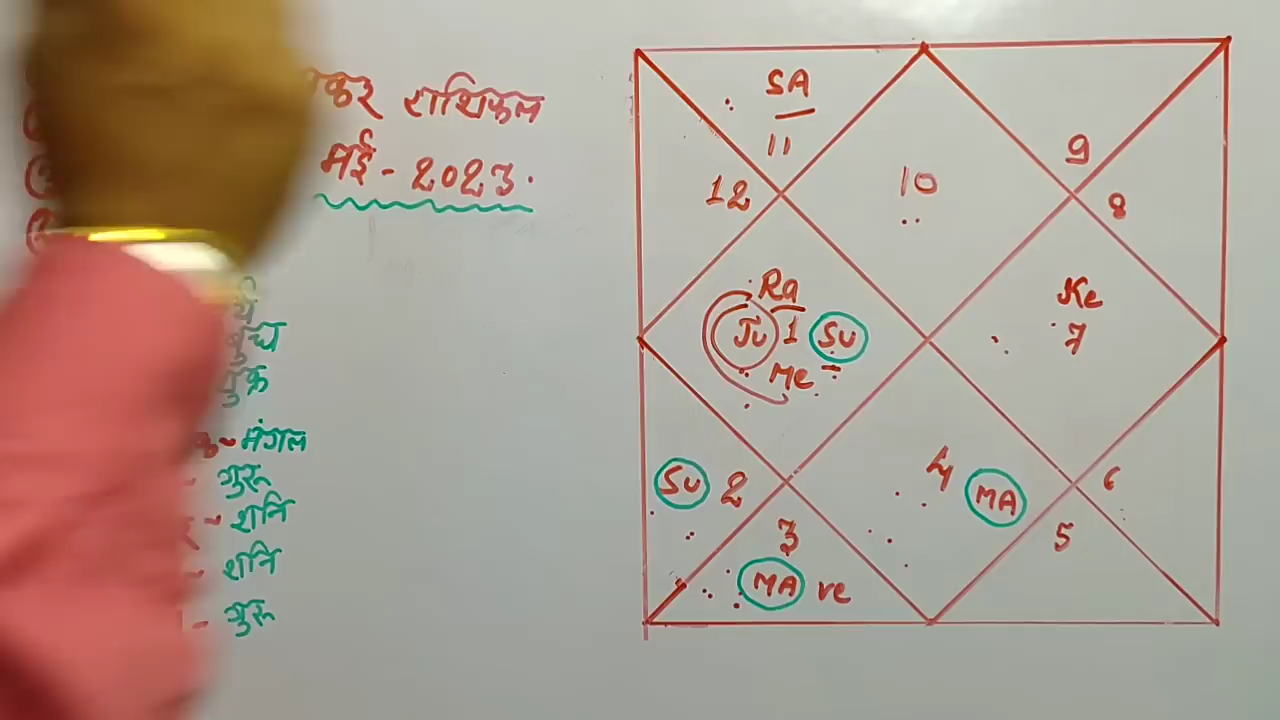 राशिफल
मई - 2023.
मंगल
गुरु
शनि
शनि
गुरु
SA
11
12
10
9
8
Ra
Ju 1 Su
Me
Ke
7
Su 2
3
MA ve
4 MA
5
6